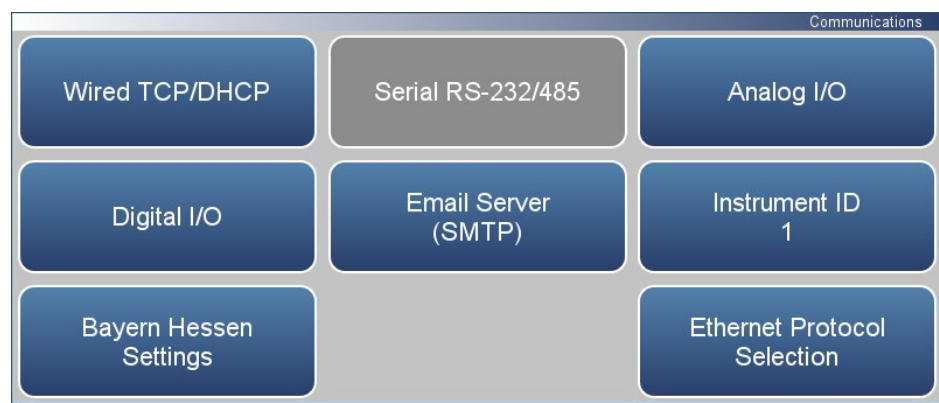 Communications
Wired TCP/DHCP
Serial RS-232/485
Analog I/O
Digital I/O
Email Server
(SMTP)
Instrument ID
1
Bayern Hessen
Settings
Ethernet Protocol
Selection